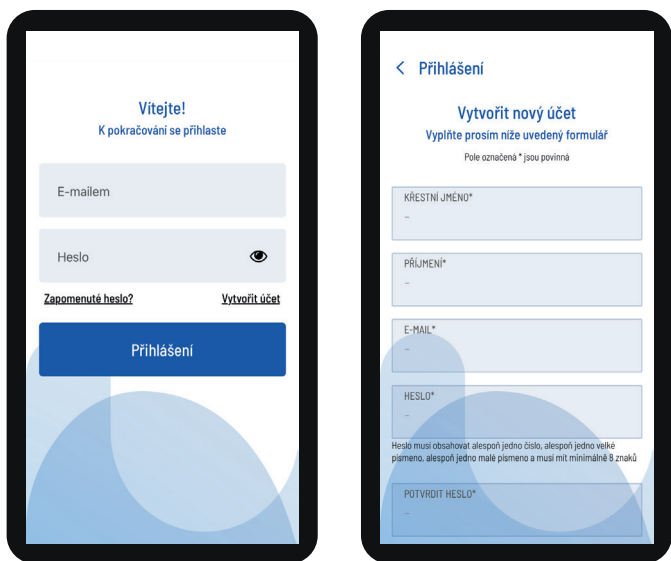 Vítejte!
K pokračování se přihlaste
E-mailem
Heslo
Zapomenuté heslo? Vytvořit účet
Přihlášení
Přihlášení
Vytvořit nový účet
Vyplňte prosím níže uvedený formulář
Pole označená * jsou povinná
KŘESTNÍ JMÉNO*
–
PŘÍJMENÍ*
–
E-MAIL*
–
HESLO*
–
Heslo musí obsahovat alespoň jedno číslo, alespoň jedno velké
písmeno, alespoň jedno malé písmeno a musí mít minimálně 8 znaků
POTVRDIT HESLO*
–